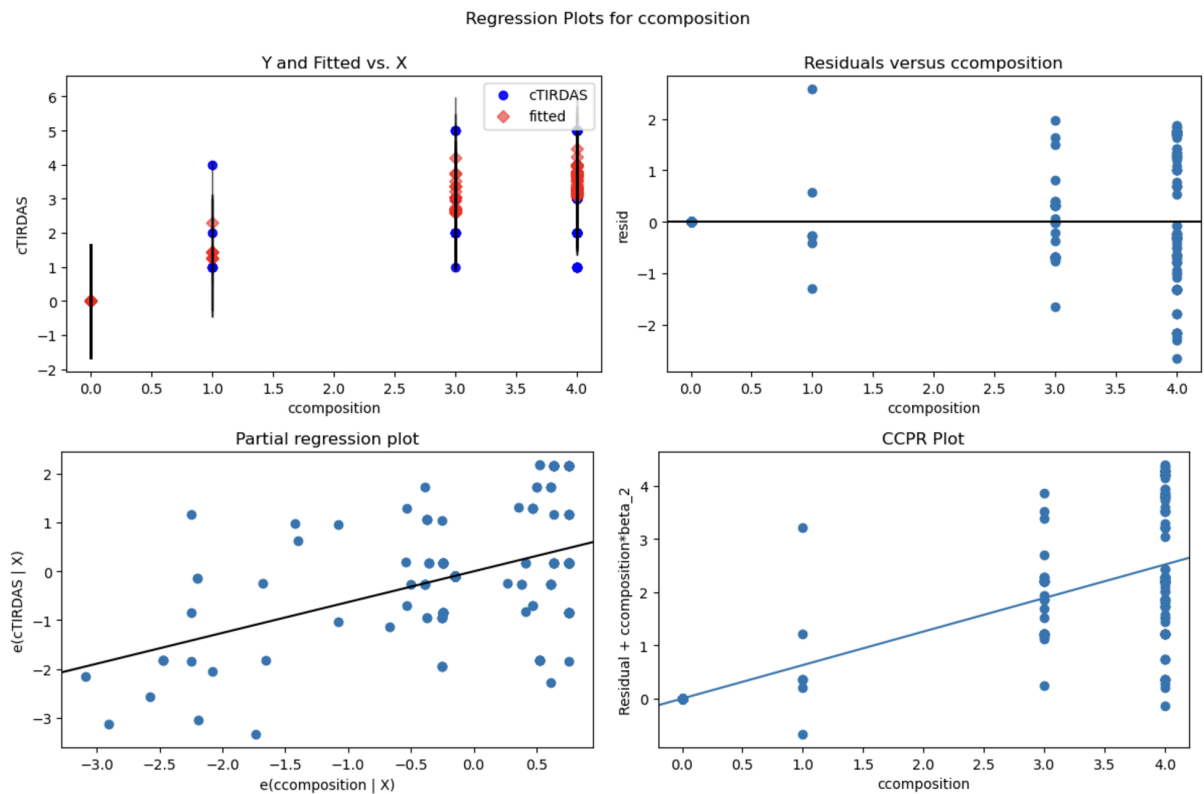 Regression Plots for ccomposition
Y and Fitted vs. X
cTIRDAS
6
5
4
3
2
1
0
−1
−2
cTIRDAS
fitted
0.0 0.5 1.0 1.5 2.0 2.5 3.0 3.5 4.0
ccomposition
Residuals versus ccomposition
resid
2
1
0
−1
−2
0.0 0.5 1.0 1.5 2.0 2.5 3.0 3.5 4.0
ccomposition
Partial regression plot
e(cTIRDAS | X)
2
1
0
−1
−2
−3
−3.0 −2.5 −2.0 −1.5 −1.0 −0.5 0.0 0.5
e(ccomposition | X)
CCPR Plot
Residual + ccomposition*beta_2
4
3
2
1
0
0.0 0.5 1.0 1.5 2.0 2.5 3.0 3.5 4.0
ccomposition